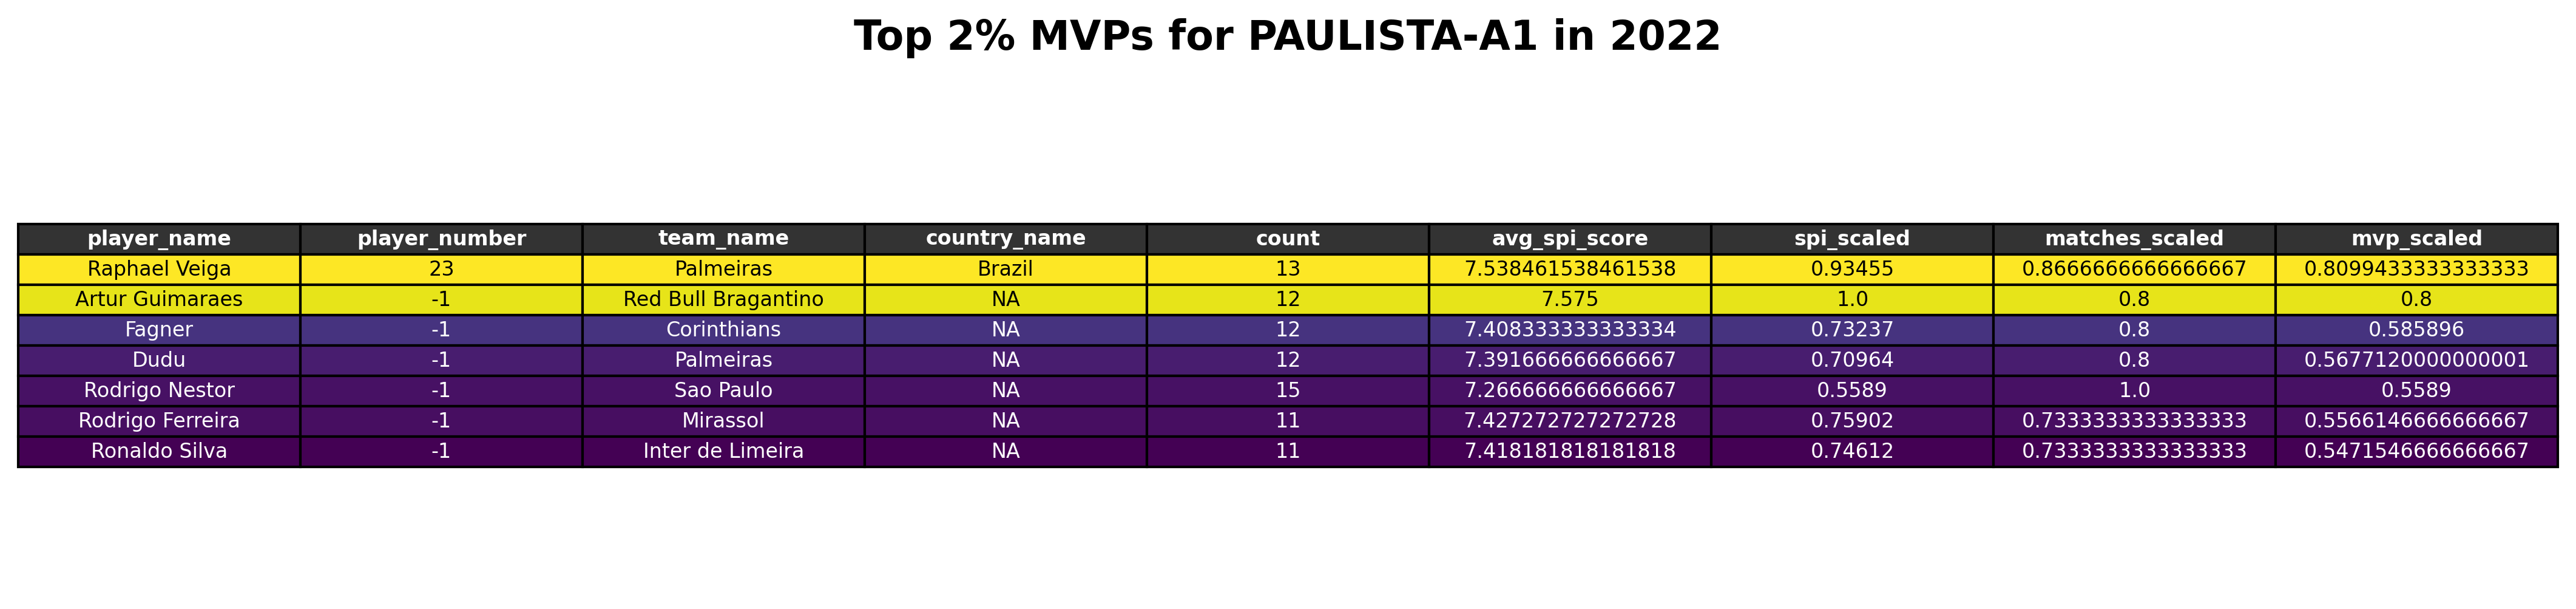 Top 2% MVPs for PAULISTA-A1 in 2022
player_name player_number team_name country_name count avg_spi_score spi_scaled matches_scaled mvp_scaled
Raphael Veiga 23 Palmeiras Brazil 13 7.538461538461538 0.93455 0.8666666666666667 0.8099433333333333
Artur Guimaraes -1 Red Bull Bragantino NA 12 7.575 1.0 0.8 0.8
Fagner -1 Corinthians NA 12 7.408333333333334 0.73237 0.8 0.585896
Dudu -1 Palmeiras NA 12 7.391666666666667 0.70964 0.8 0.5677120000000001
Rodrigo Nestor -1 Sao Paulo NA 15 7.266666666666667 0.5589 1.0 0.5589
Rodrigo Ferreira -1 Mirassol NA 11 7.427272727272728 0.75902 0.7333333333333333 0.5566146666666667
Ronaldo Silva -1 Inter de Limeira NA 11 7.418181818181818 0.74612 0.7333333333333333 0.5471546666666667